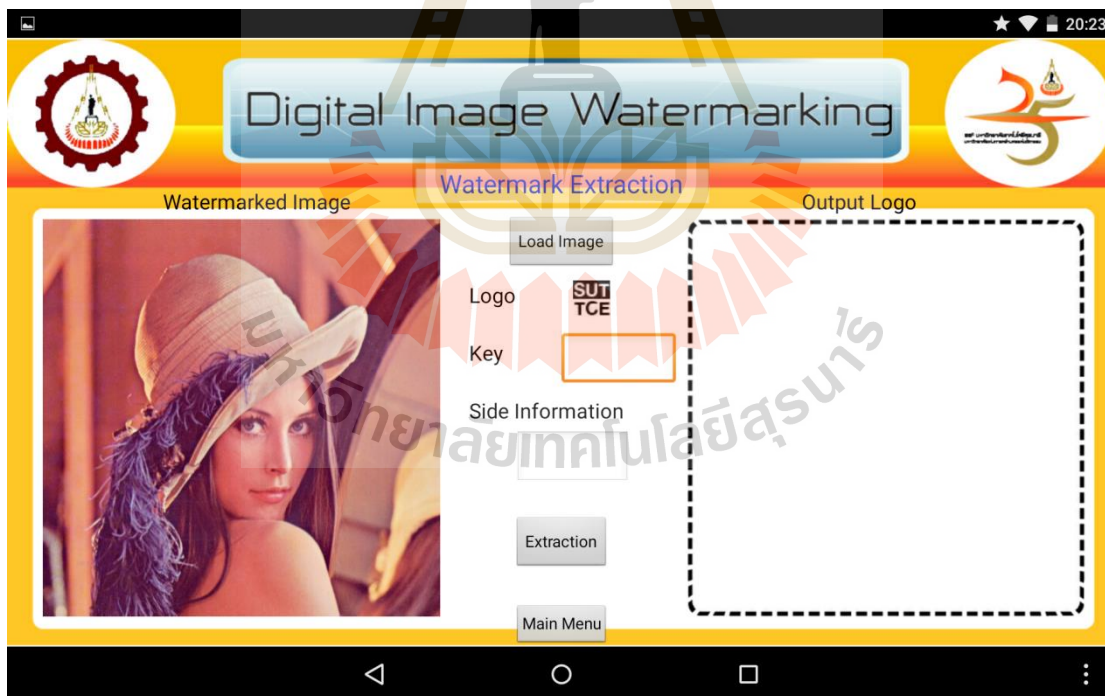 20:23
Digital Image Watermarking
Watermark Extraction
Watermarked Image
Output Logo
Load Image
Logo
SUT
TCE
Key
Side Information
Extraction
Main Menu
มหาวิทยาลัยเทคโนโลยีสุรนารี